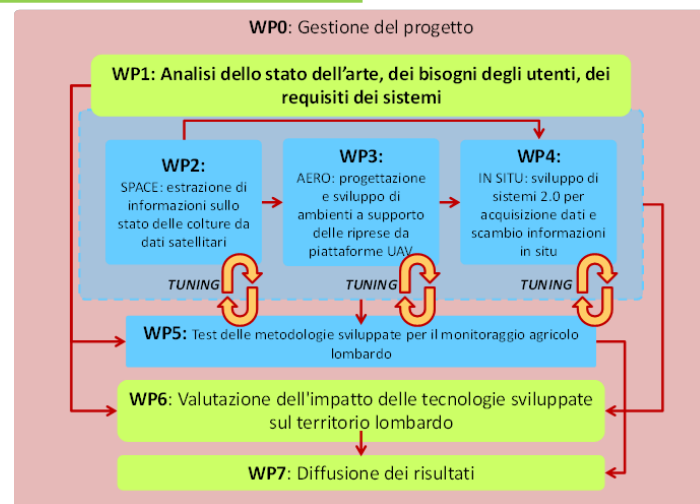 WP0: Gestione del progetto
WP1: Analisi dello stato dell'arte, dei bisogni degli utenti, dei
requisiti dei sistemi
WP2:
SPACE: estrazione di
informazioni sullo
stato delle colture da
dati satellitari
WP3:
AERO: progettazione
e sviluppo di
ambienti a supporto
delle riprese da
piattaforme UAV
WP4:
IN SITU: sviluppo di
sistemi 2.0 per
acquisizione dati e
scambio informazioni
in situ
TUNING
TUNING
TUNING
WP5: Test delle metodologie sviluppate per il monitoraggio agricolo
lombardo
WP6: Valutazione dell'impatto delle tecnologie sviluppate
sul territorio lombardo
WP7: Diffusione dei risultati